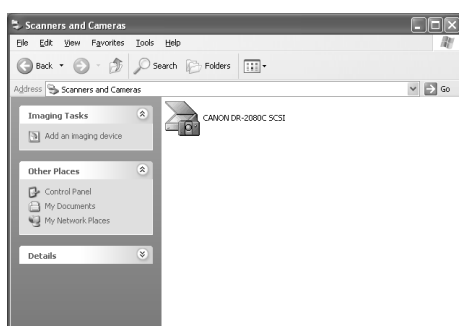 Scanners and Cameras
File Edit View Favorites Tools Help
Back Search Folders
Address Scanners and Cameras Go
Imaging Tasks
Add an imaging device
Other Places
Control Panel
My Documents
My Network Places
Details
CANON DR-2080C SCSI